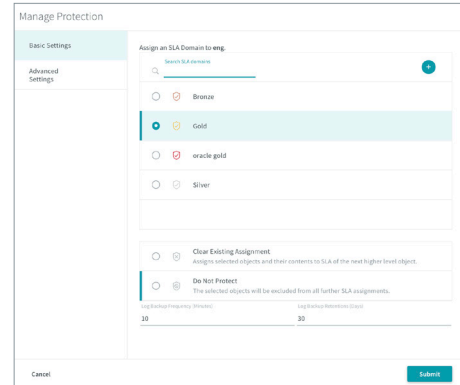 Manage Protection
Basic Settings
Advanced
Settings
Assign an SLA Domain to eng.
Search SLA domains
+
Bronze
Gold
oracle gold
Silver
Clear Existing Assignment
Assigns selected objects and their contents to SLA of the next higher level object.
Do Not Protect
The selected objects will be excluded from all further SLA assignments.
Log Backup Frequency (Minutes)
Log Backup Retention (Days)
10
30
Cancel
Submit